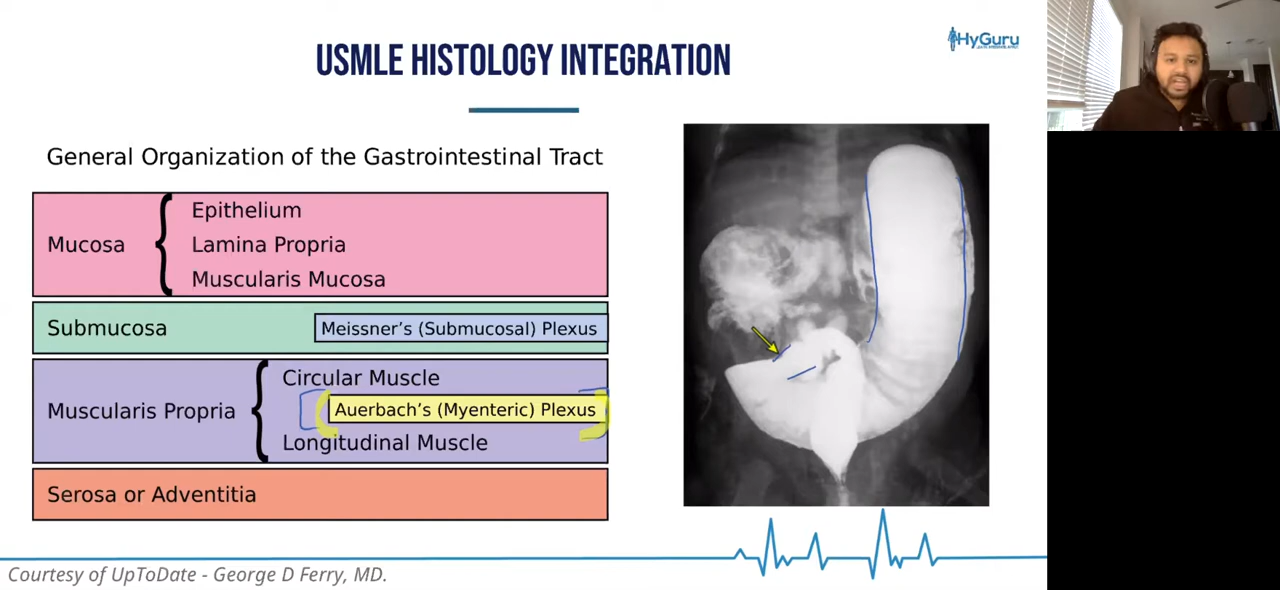 HyGuru
USMLE HISTOLOGY INTEGRATION
General Organization of the Gastrointestinal Tract
Mucosa
Epithelium
Lamina Propria
Muscularis Mucosa
Submucosa
Meissner's (Submucosal) Plexus
Muscularis Propria
Circular Muscle
Auerbach's (Myenteric) Plexus
Longitudinal Muscle
Serosa or Adventitia
Courtesy of UpToDate - George D Ferry, MD.